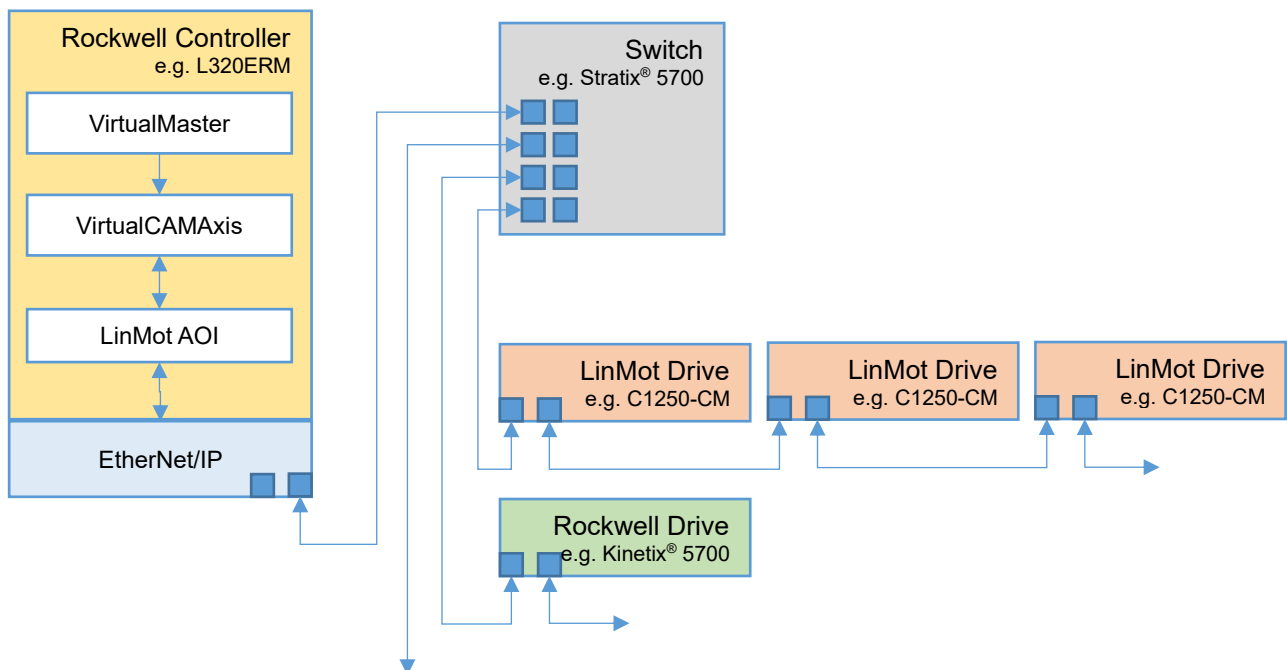 Rockwell Controller
e.g. L320ERM
VirtualMaster
VirtualCAMAxis
LinMot AOI
EtherNet/IP
Switch
e.g. Stratix® 5700
LinMot Drive
e.g. C1250-CM
LinMot Drive
e.g. C1250-CM
LinMot Drive
e.g. C1250-CM
Rockwell Drive
e.g. Kinetix® 5700